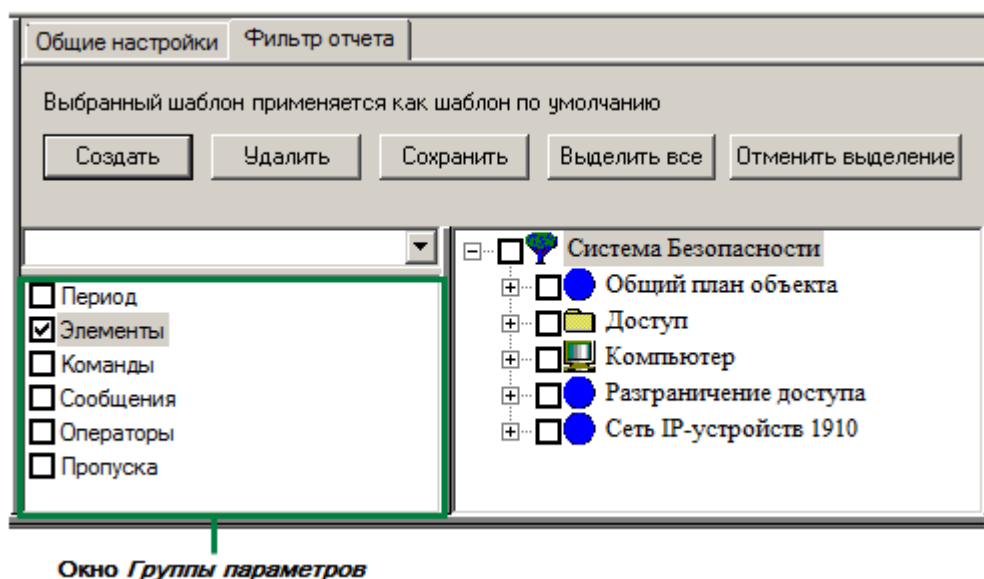 Общие настройки Фильтр отчета
Выбранный шаблон применяется как шаблон по умолчанию
Создать Удалить Сохранить Выделить все Отменить выделение
Период
Элементы
Команды
Сообщения
Операторы
Пропуска
Система Безопасности
Общий план объекта
Доступ
Компьютер
Разграничение доступа
Сеть IP-устройств 1910
Окно Группы параметров